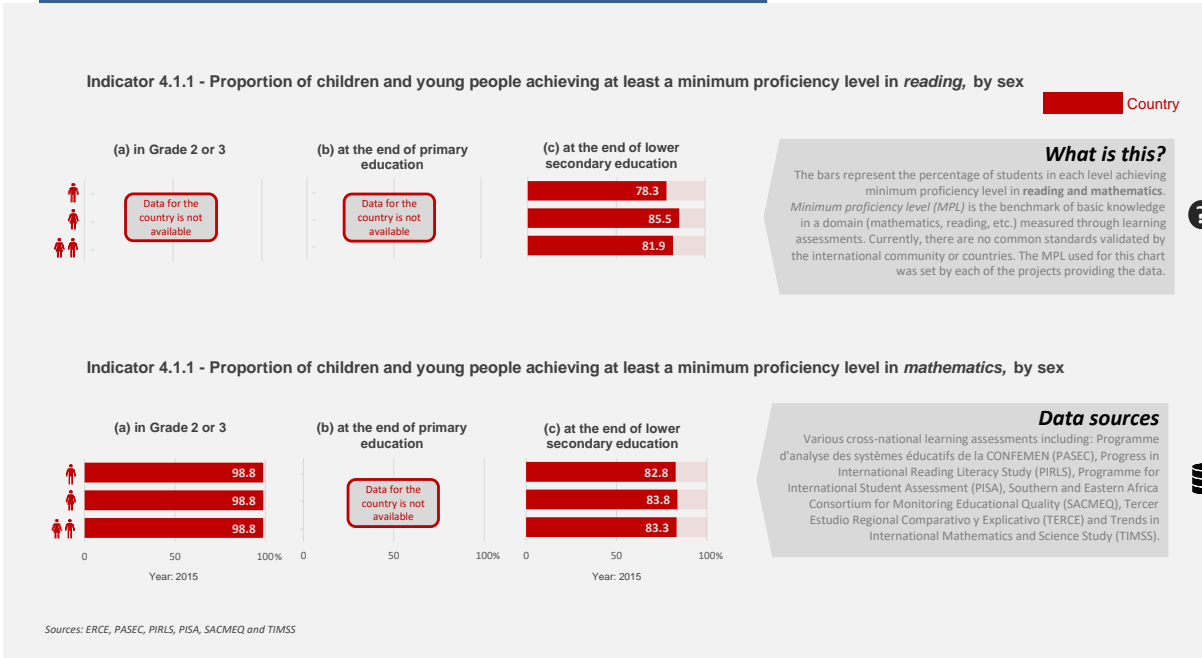 Indicator 4.1.1 - Proportion of children and young people achieving at least a minimum proficiency level in reading, by sex
Country
(a) in Grade 2 or 3
Data for the
country is not
available
(b) at the end of primary
education
Data for the
country is not
available
(c) at the end of lower
secondary education
78.3
85.5
81.9
What is this?
The bars represent the percentage of students in each level achieving
minimum proficiency level in reading and mathematics.
Minimum proficiency level (MPL) is the benchmark of basic knowledge
in a domain (mathematics, reading, etc.) measured through learning
assessments. Currently, there are no common standards validated by
the international community or countries. The MPL used for this chart
was set by each of the projects providing the data.
?
Indicator 4.1.1 - Proportion of children and young people achieving at least a minimum proficiency level in mathematics, by sex
(a) in Grade 2 or 3
98.8
98.8
98.8
0 50 100%
Year: 2015
(b) at the end of primary
education
Data for the
country is not
available
0 50 100%
(c) at the end of lower
secondary education
82.8
83.8
83.3
0 50 100%
Year: 2015
Data sources
Various cross-national learning assessments including: Programme
d'analyse des systèmes éducatifs de la CONFEMEN (PASEC), Progress in
International Reading Literacy Study (PIRLS), Programme for
International Student Assessment (PISA), Southern and Eastern Africa
Consortium for Monitoring Educational Quality (SACMEQ), Tercer
Estudio Regional Comparativo y Explicativo (TERCE) and Trends in
International Mathematics and Science Study (TIMSS).
Sources: ERCE, PASEC, PIRLS, PISA, SACMEQ and TIMSS